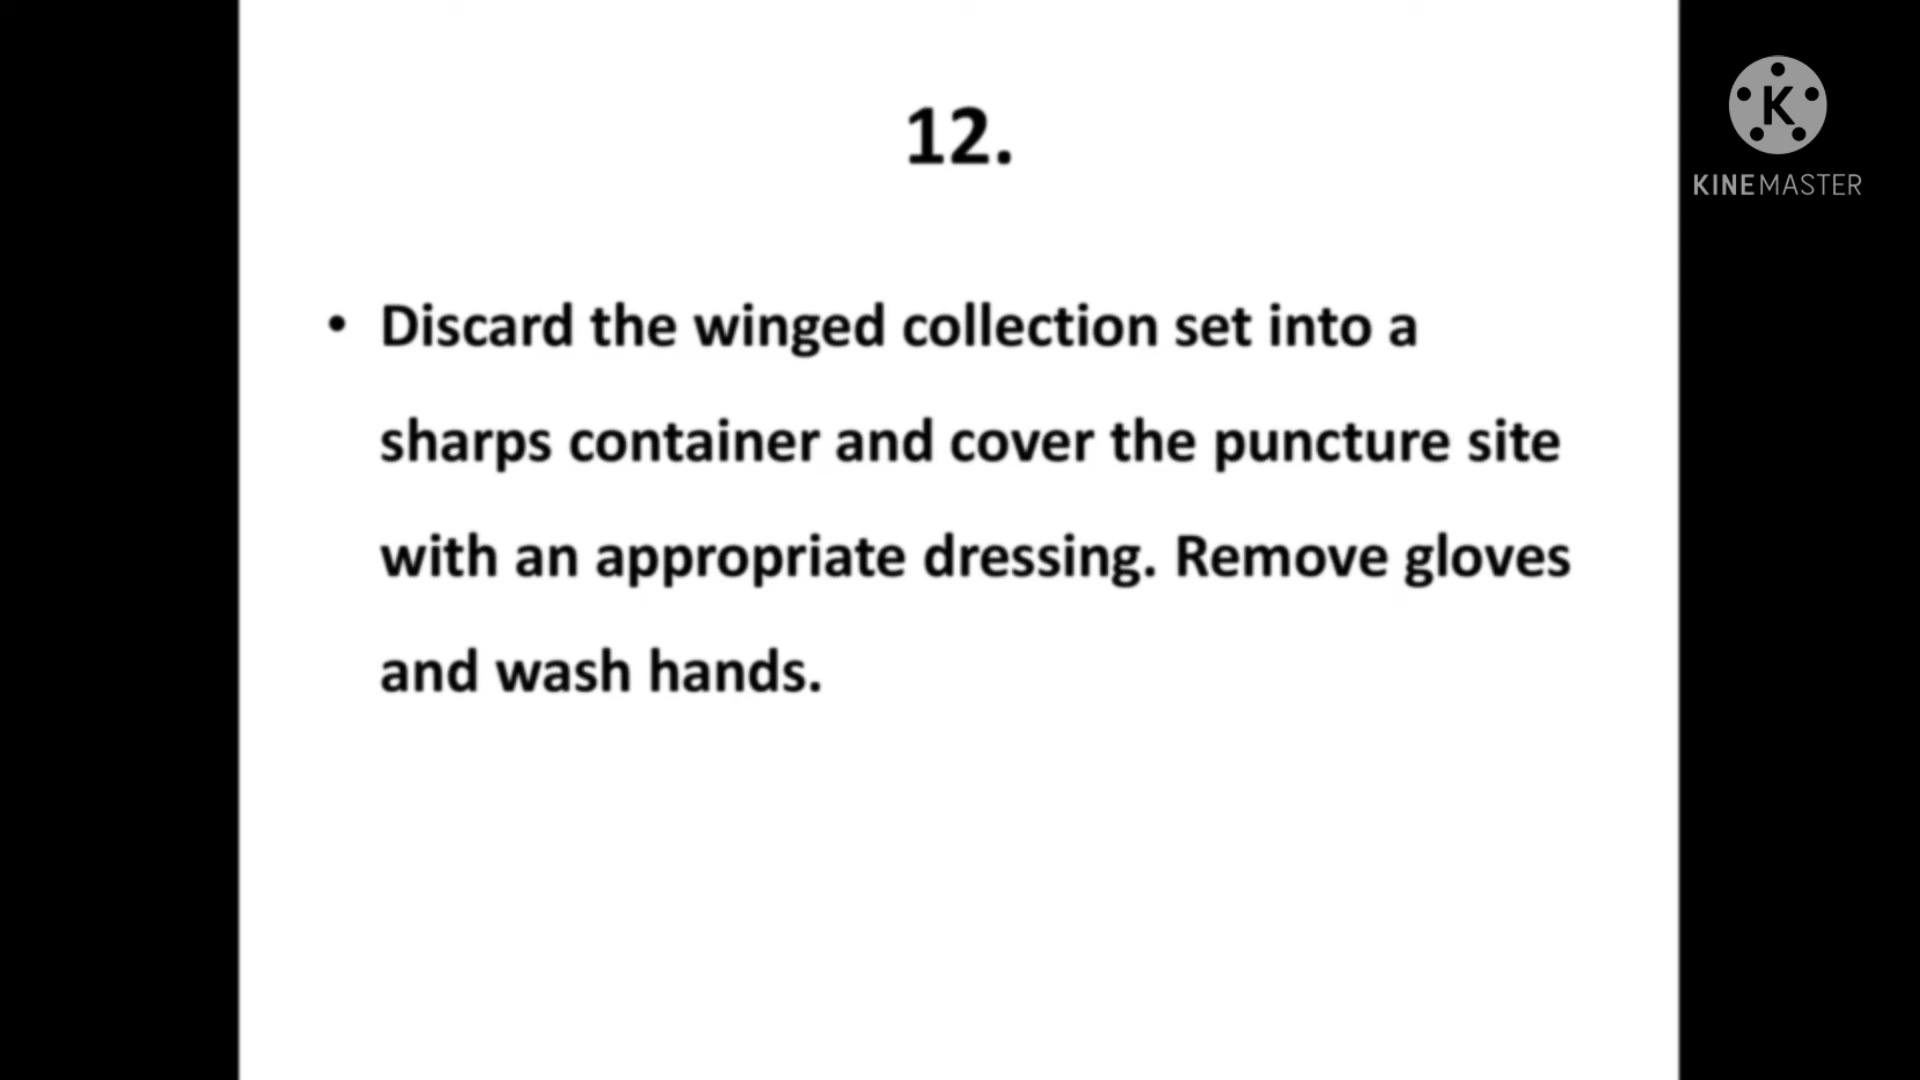 12.
K
KINEMASTER
• Discard the winged collection set into a
sharps container and cover the puncture site
with an appropriate dressing. Remove gloves
and wash hands.